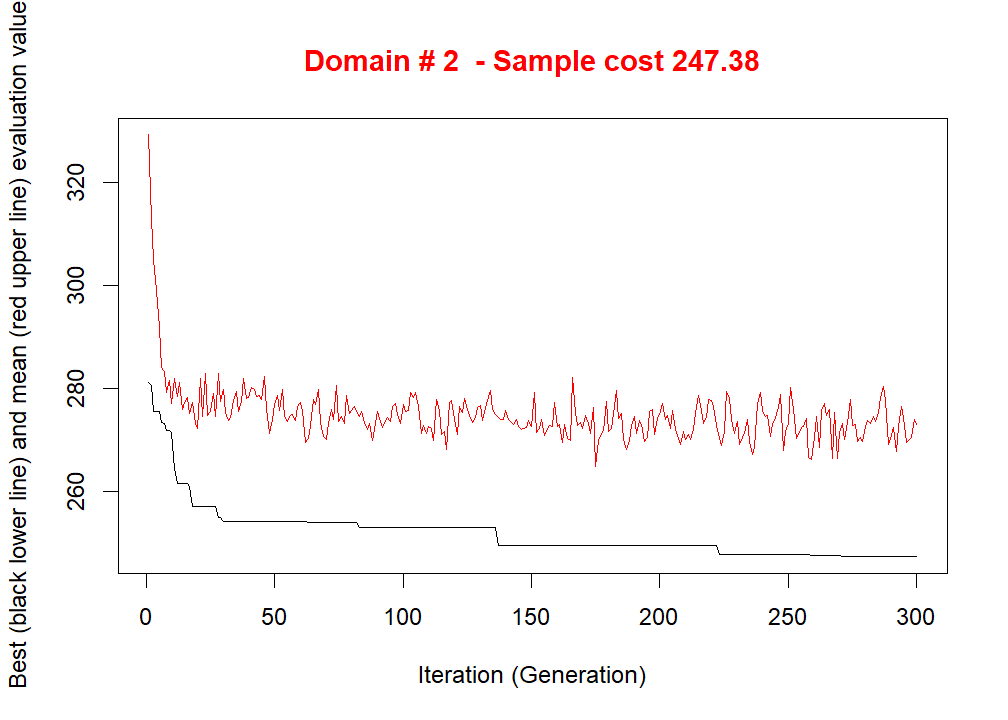 Domain # 2  - Sample cost 247.38
Best (black lower line) and mean (red upper line) evaluation value
320
300
280
260
0 50 100 150 200 250 300
Iteration (Generation)